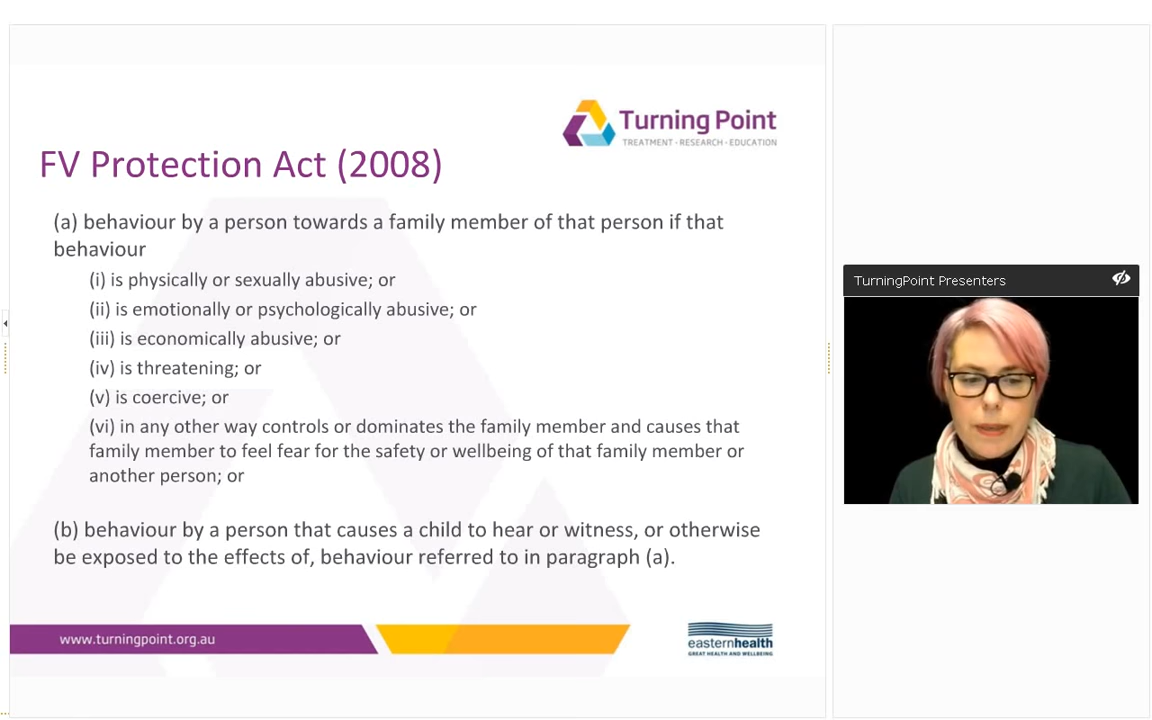 Turning Point
TREATMENT · RESEARCH · EDUCATION
FV Protection Act (2008)
(a) behaviour by a person towards a family member of that person if that
behaviour
(i) is physically or sexually abusive; or
(ii) is emotionally or psychologically abusive; or
(iii) is economically abusive; or
(iv) is threatening; or
(v) is coercive; or
(vi) in any other way controls or dominates the family member and causes that
family member to feel fear for the safety or wellbeing of that family member or
another person; or
(b) behaviour by a person that causes a child to hear or witness, or otherwise
be exposed to the effects of, behaviour referred to in paragraph (a).
www.turningpoint.org.au
easternhealth
GREAT HEALTH AND WELLBEING
TurningPoint Presenters